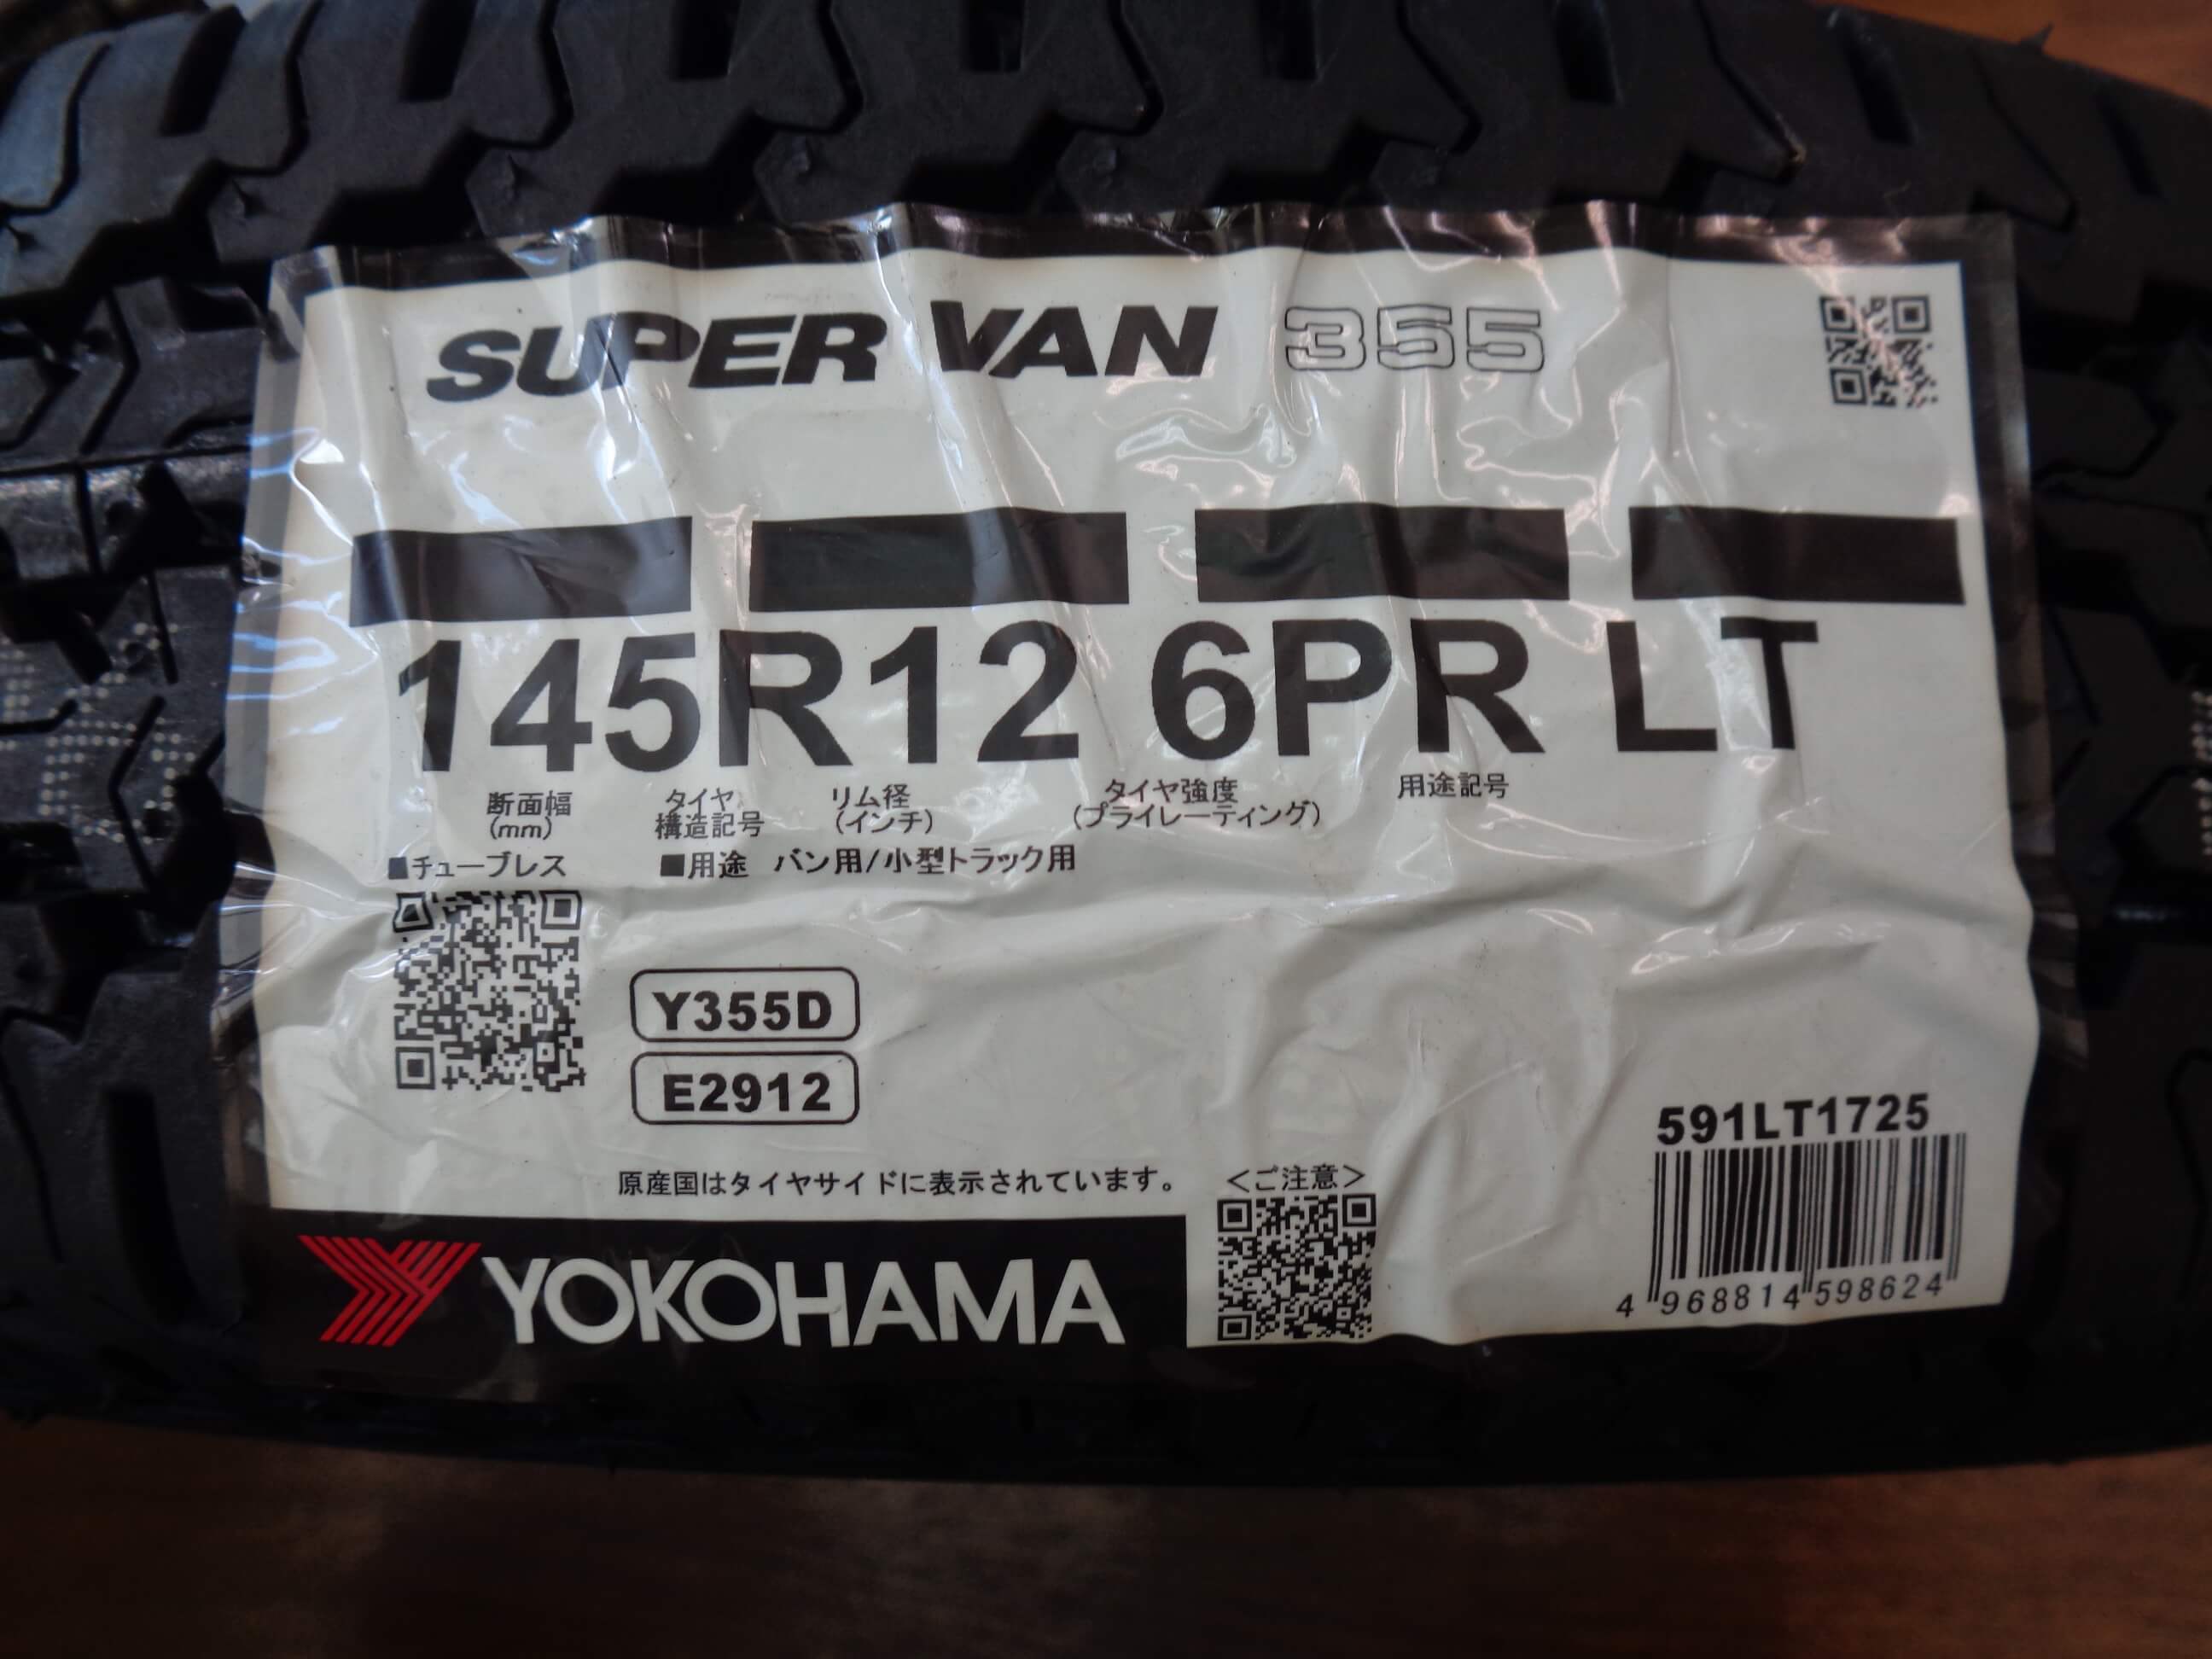 SUPER VAN 355
145R12 6PR LT
断面幅 タイヤ リム径 タイヤ強度 用途記号
(mm) 構造記号 (インチ) (プライレーティング)
■チューブレス ■用途 バン用/小型トラック用
Y355D
E2912
591LT1725
原産国はタイヤサイドに表示されています。 <ご注意>
4 968814 598624
YOKOHAMA